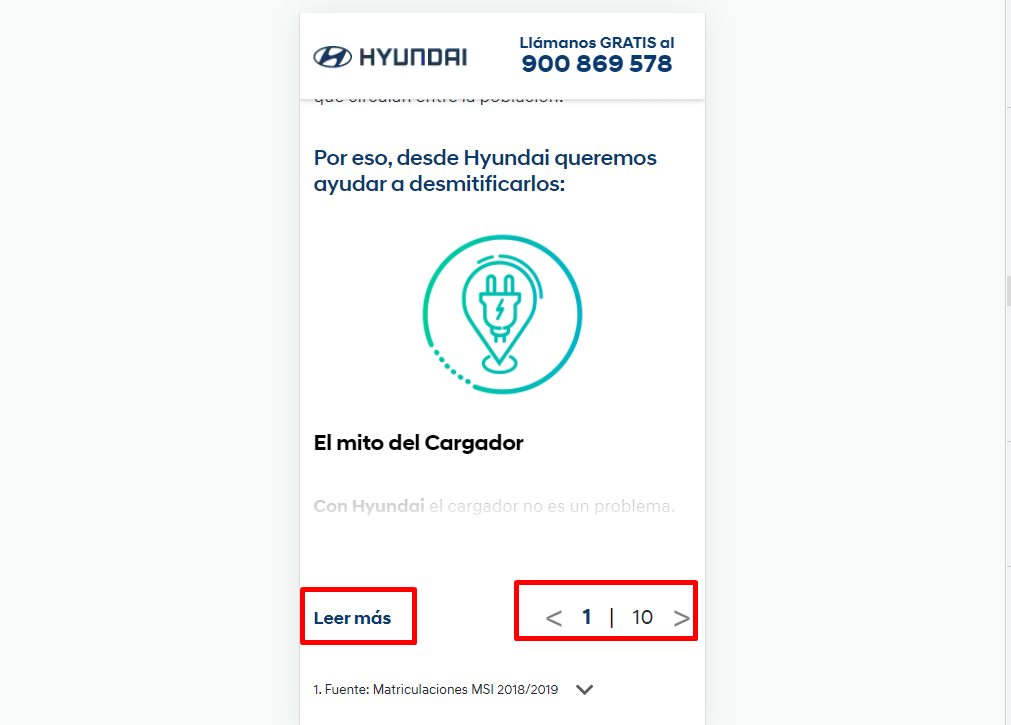 HYUNDAI
Llámanos GRATIS al
900 869 578
que circulan entre la población.
Por eso, desde Hyundai queremos
ayudar a desmitificarlos:
El mito del Cargador
Con Hyundai el cargador no es un problema.
Leer más
< 1 | 10 >
1. Fuente: Matriculaciones MSI 2018/2019